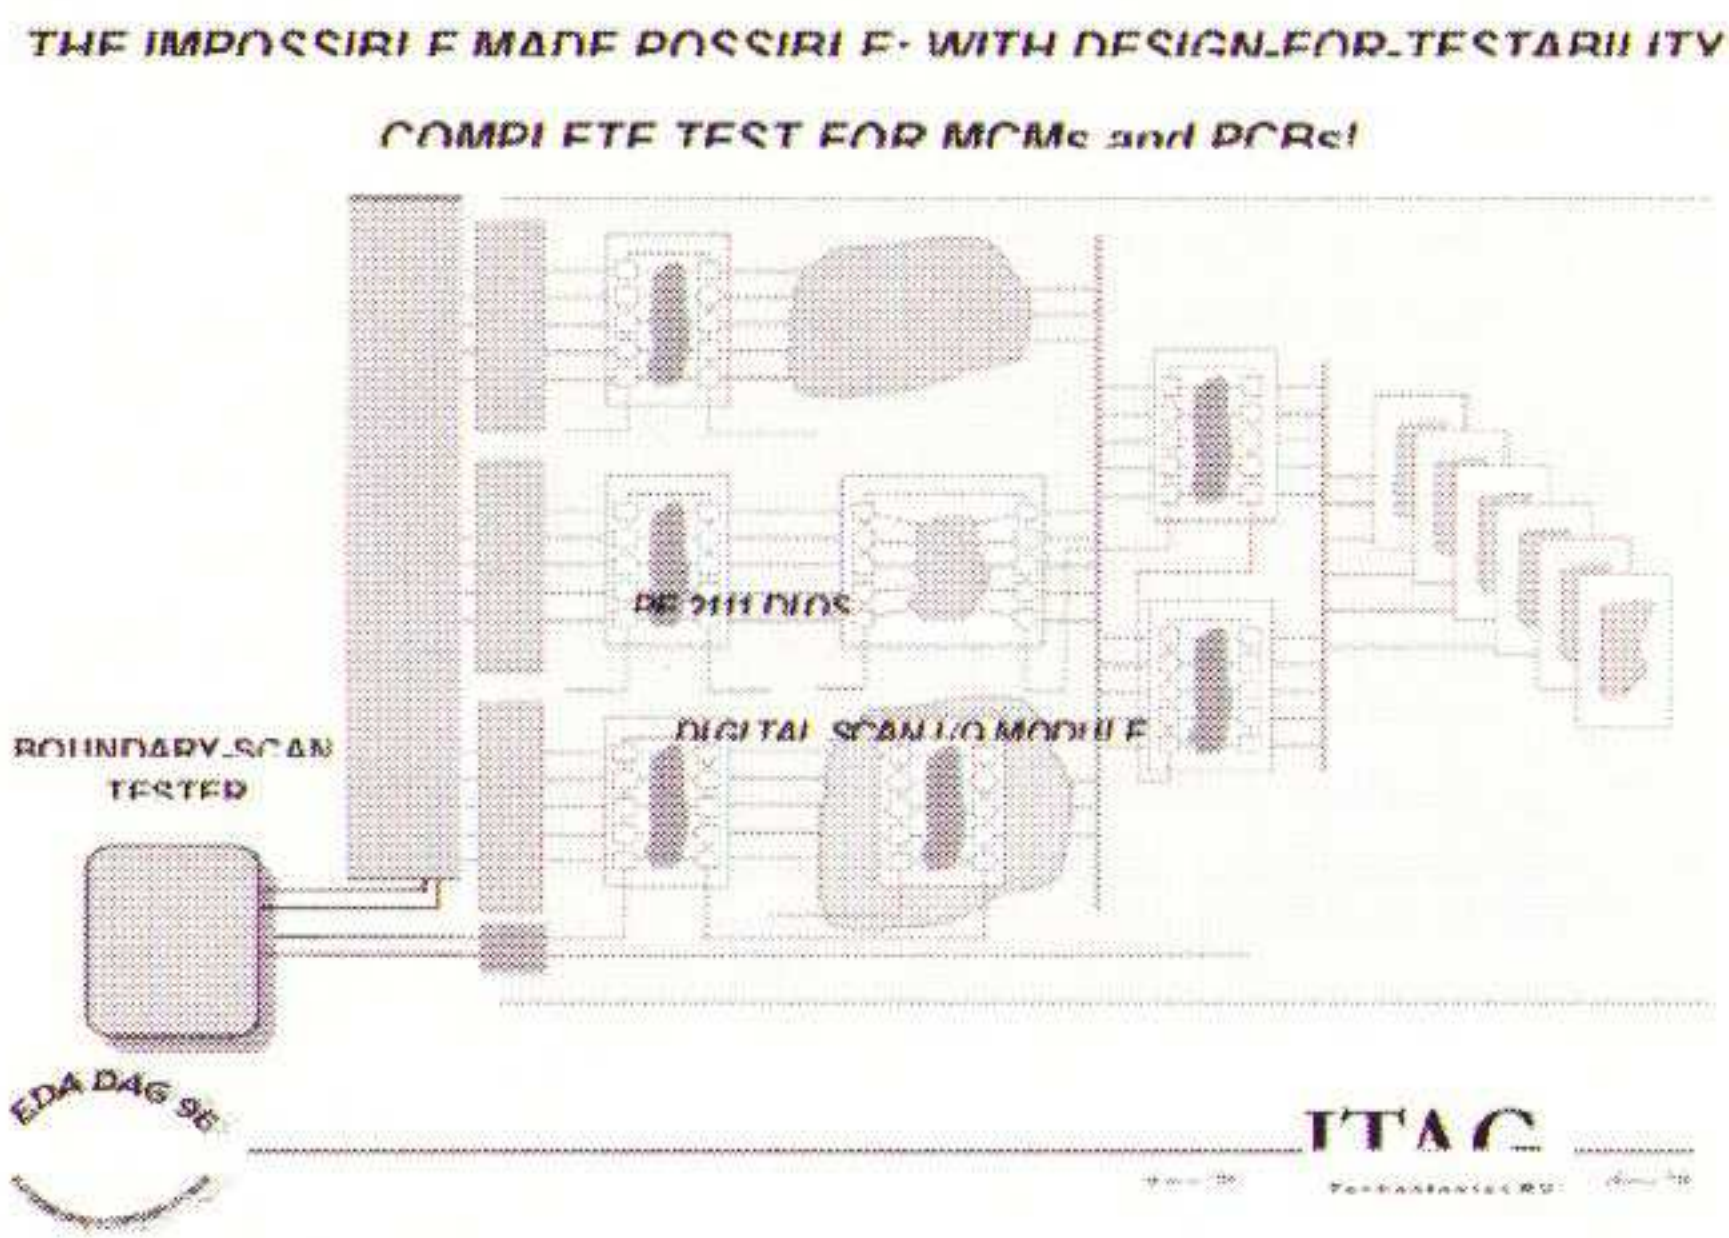 THE IMPOSSIBLE MADE POSSIBLE: WITH DESIGN-FOR-TESTABILITY
COMPLETE TEST FOR MCMs and PCBs!
DIGITAL SCAN I/O MODULE
BOUNDARY-SCAN
TESTER
EDA DAG 96
JTAG
Technologies B.V.